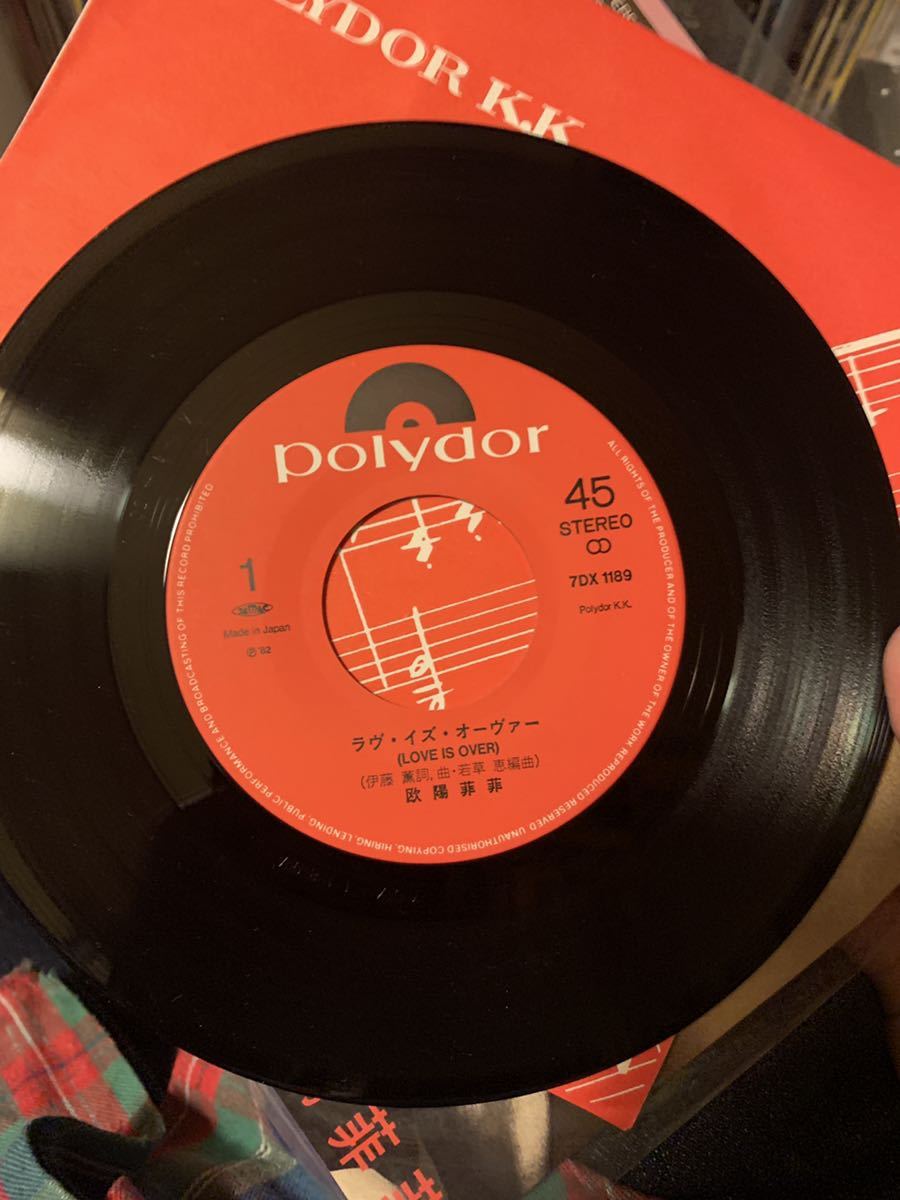 LYDOR K.K
polydor
45
STEREO
7DX 1189
Polydor K.K.
1
Made in Japan
Ⓟ'82
ラヴ・イズ・オーヴァー
(LOVE IS OVER)
(伊藤 薫詞, 曲・若草 恵編曲)
欧陽菲菲
ALL RIGHTS OF THE PRODUCER AND OF THE OWNER OF THE WORK REPRODUCED RESERVED UNAUTHORISED COPYING, HIRING, LENDING, PUBLIC PERFORMANCE AND BROADCASTING OF THIS RECORD PROHIBITED
菲